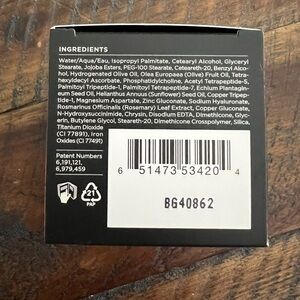 INGREDIENTS
Water/Aqua/Eau, Isopropyl Palmitate, Cetearyl Alcohol, Glyceryl
Stearate, Jojoba Esters, PEG-100 Stearate, Ceteareth-20, Benzyl Alco-
hol, Hydrogenated Olive Oil, Olea Europaea (Olive) Fruit Oil, Tetra-
hexyldecyl Ascorbate, Phosphatidylcholine, Acetyl Tetrapeptide-5,
Palmitoyl Tripeptide-1, Palmitoyl Tetrapeptide-7, Echium Plantagin-
eum Seed Oil, Helianthus Annuus (Sunflower) Seed Oil, Copper Tripep-
tide-1, Magnesium Aspartate, Zinc Gluconate, Sodium Hyaluronate,
Rosmarinus Officinalis (Rosemary) Leaf Extract, Copper Gluconate,
N-Hydroxysuccinimide, Chrysin, Disodium EDTA, Dimethicone, Glyc-
erin, Butylene Glycol, Steareth-20, Dimethicone Crosspolymer, Silica,
Titanium Dioxide
(CI 77891), Iron
Oxides (CI 77491)
Patent Numbers
6,191,121,
6,979,459
21
PAP
6 51473 53420 4
BG40862